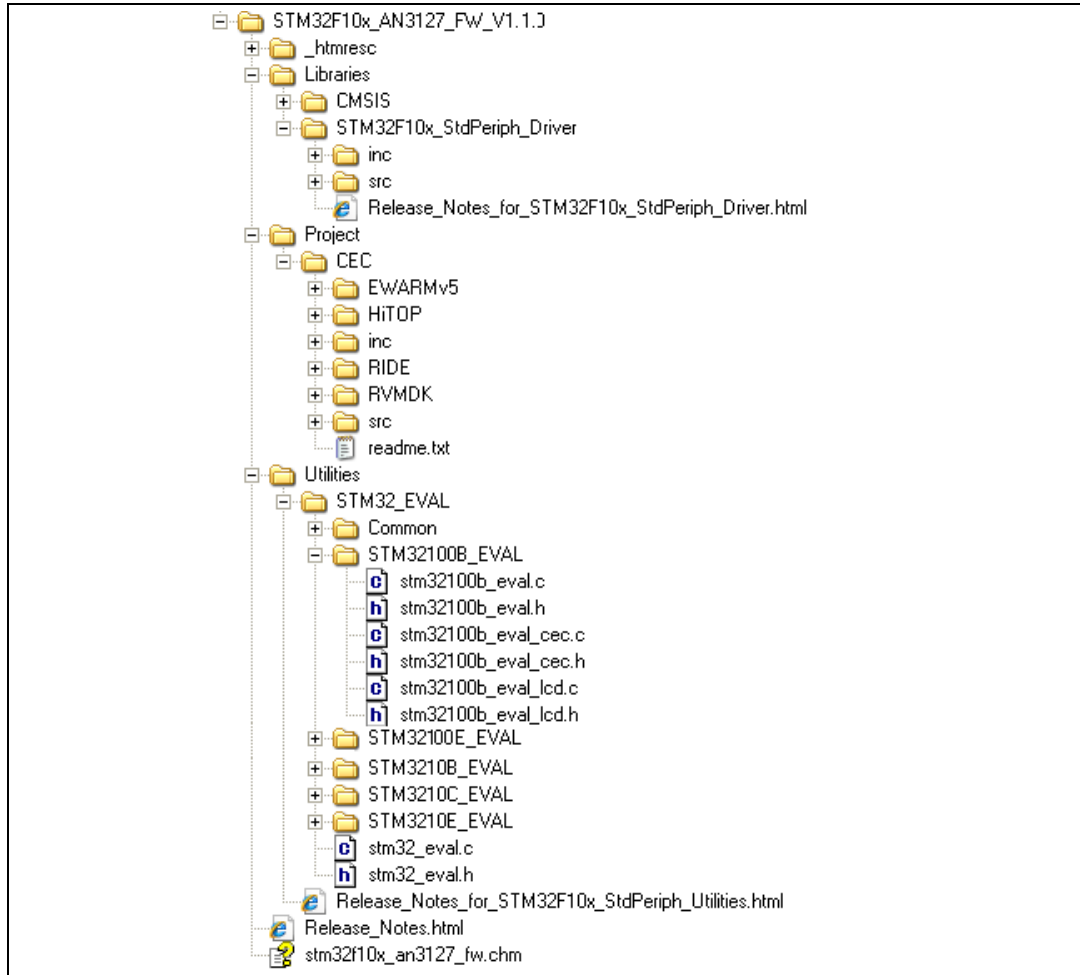 STM32F10x_AN3127_FW_V1.1.0
_htmresc
Libraries
CMSIS
STM32F10x_StdPeriph_Driver
inc
src
Release_Notes_for_STM32F10x_StdPeriph_Driver.html
Project
CEC
EWARMv5
HiTOP
inc
RIDE
RVMDK
src
readme.txt
Utilities
STM32_EVAL
Common
STM32100B_EVAL
c stm32100b_eval.c
h stm32100b_eval.h
c stm32100b_eval_cec.c
h stm32100b_eval_cec.h
c stm32100b_eval_lcd.c
h stm32100b_eval_lcd.h
STM32100E_EVAL
STM3210B_EVAL
STM3210C_EVAL
STM3210E_EVAL
c stm32_eval.c
h stm32_eval.h
Release_Notes_for_STM32F10x_StdPeriph_Utilities.html
Release_Notes.html
stm32f10x_an3127_fw.chm